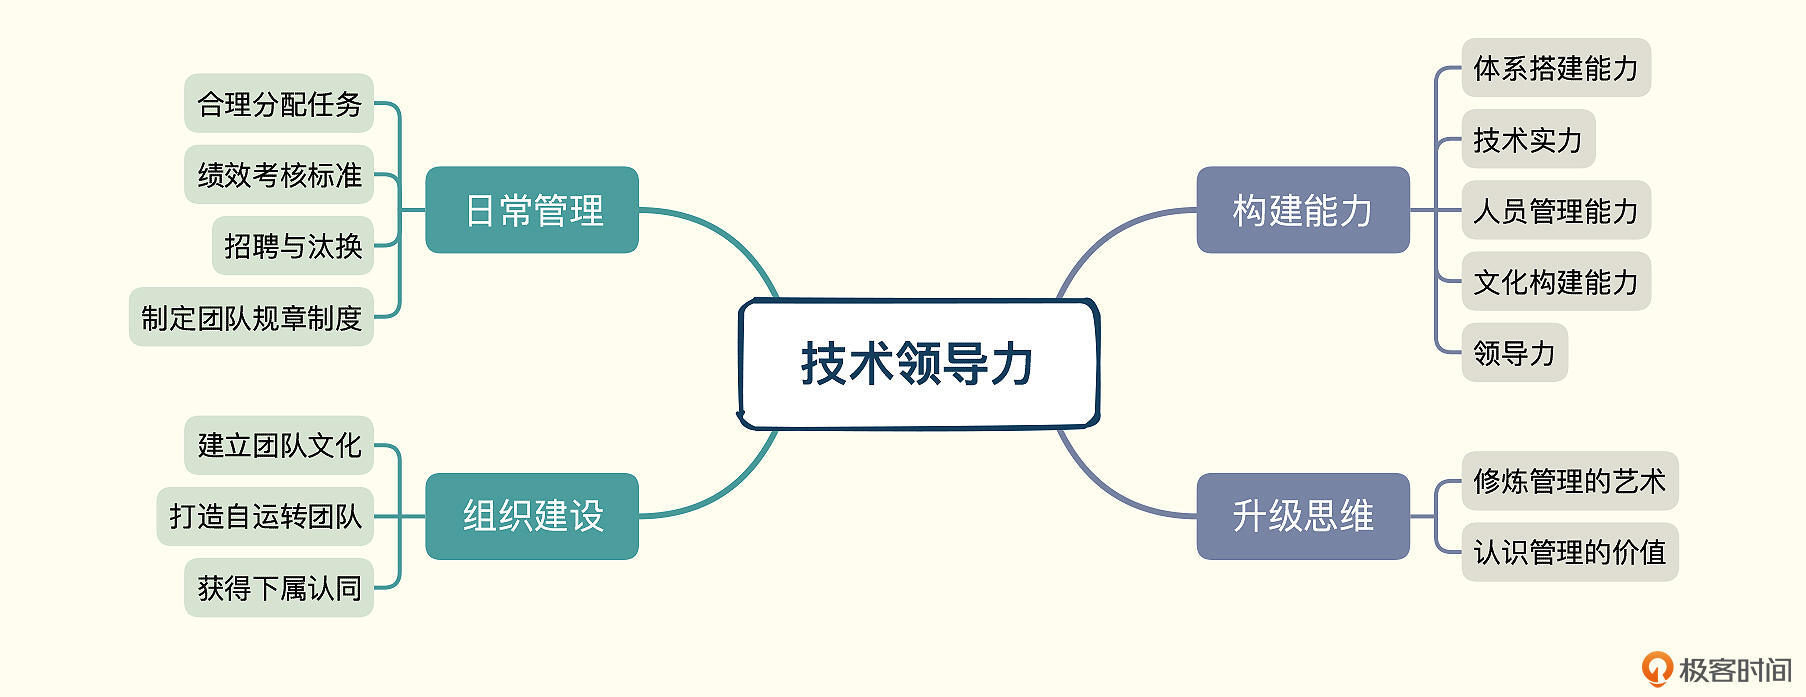 技术领导力
日常管理
合理分配任务
绩效考核标准
招聘与汰换
制定团队规章制度
组织建设
建立团队文化
打造自运转团队
获得下属认同
构建能力
体系搭建能力
技术实力
人员管理能力
文化构建能力
领导力
升级思维
修炼管理的艺术
认识管理的价值
极客时间